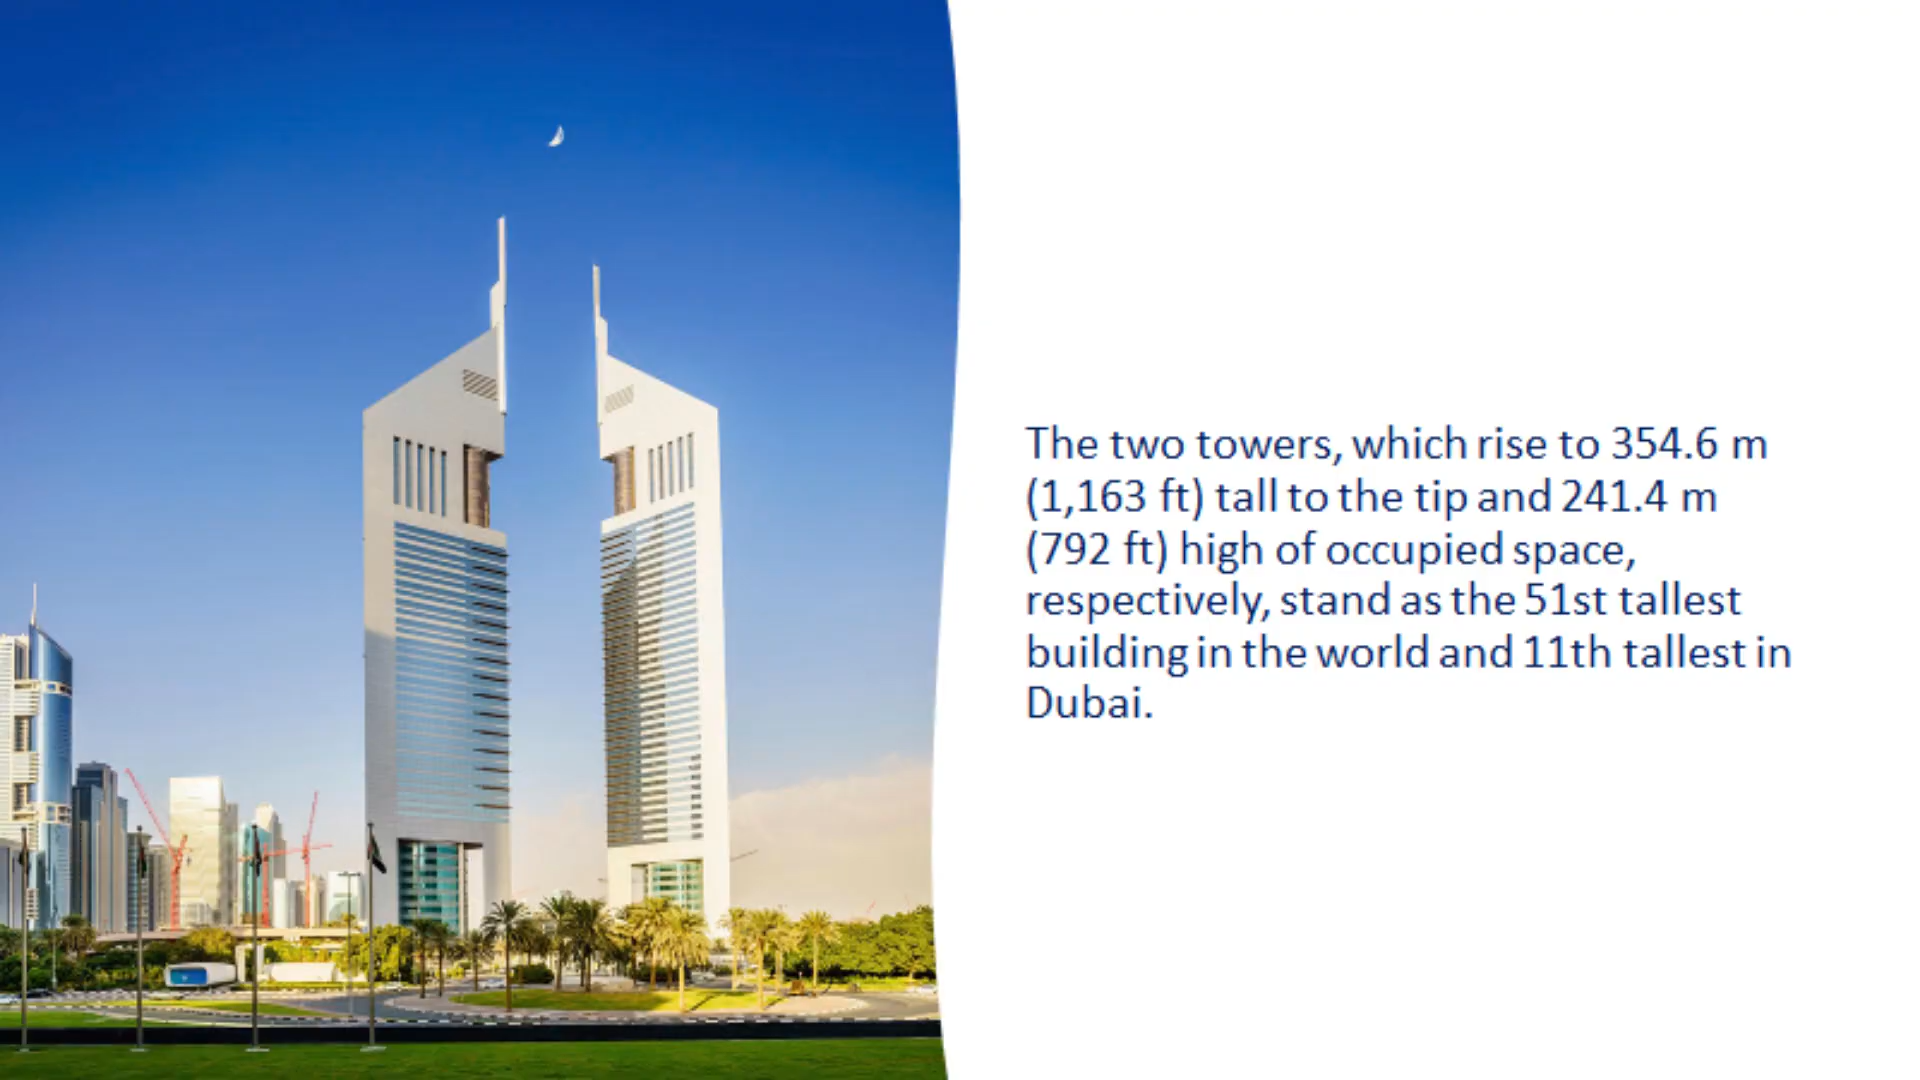 The two towers, which rise to 354.6 m
(1,163 ft) tall to the tip and 241.4 m
(792 ft) high of occupied space,
respectively, stand as the 51st tallest
building in the world and 11th tallest in
Dubai.